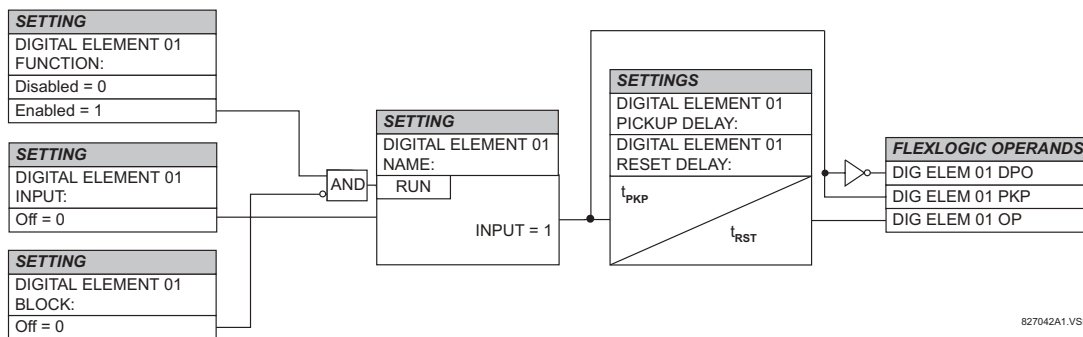 SETTING
DIGITAL ELEMENT 01
FUNCTION:
Disabled = 0
Enabled = 1
SETTING
DIGITAL ELEMENT 01
INPUT:
Off = 0
SETTING
DIGITAL ELEMENT 01
BLOCK:
Off = 0
AND
SETTING
DIGITAL ELEMENT 01
NAME:
RUN
INPUT = 1
SETTINGS
DIGITAL ELEMENT 01
PICKUP DELAY:
DIGITAL ELEMENT 01
RESET DELAY:
tPKP
tRST
FLEXLOGIC OPERANDS
DIG ELEM 01 DPO
DIG ELEM 01 PKP
DIG ELEM 01 OP
827042A1.VS